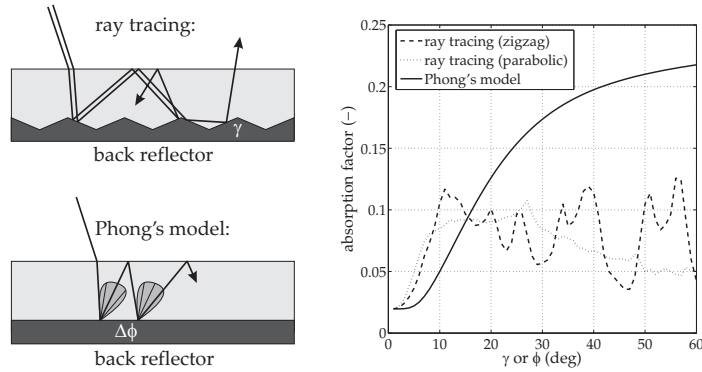 ray tracing:
γ
back reflector
Phong's model:
Δϕ
back reflector
0.25
0.2
0.15
0.1
0.05
0
absorption factor (−)
ray tracing (zigzag)
ray tracing (parabolic)
Phong's model
0 10 20 30 40 50 60
γ or ϕ (deg)